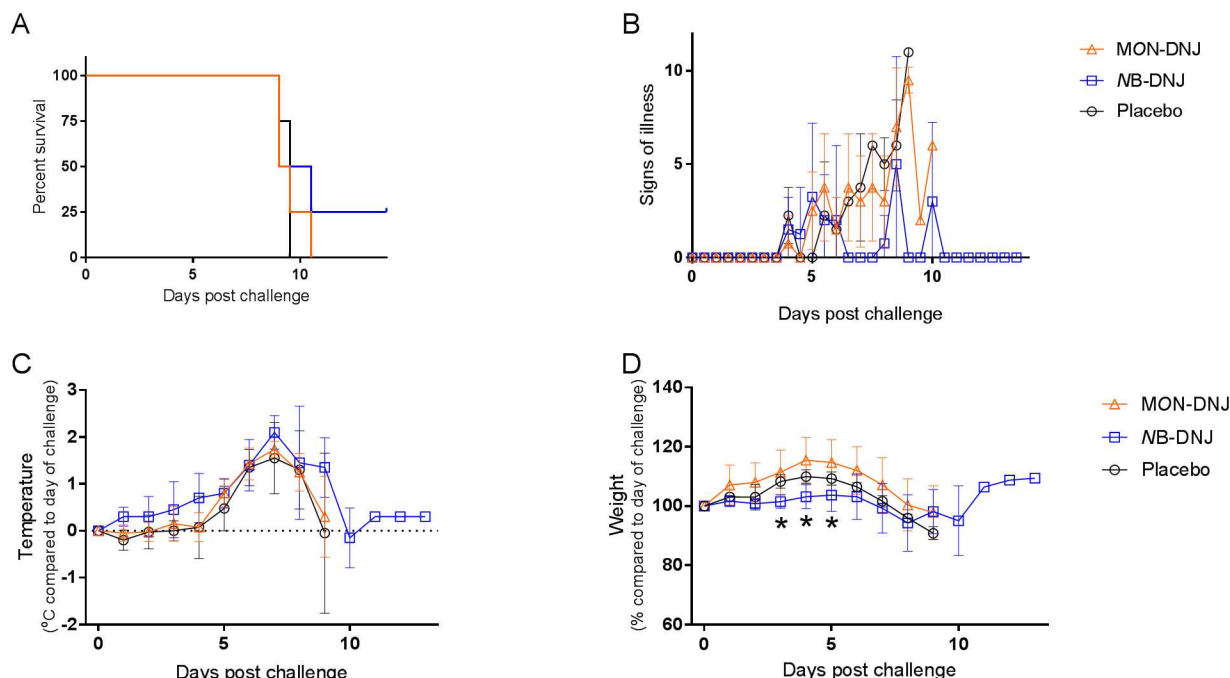 A
100
75
50
25
0
Percent survival
0 5 10
Days post challenge
B
10
5
0
Signs of illness
0 5 10
Days post challenge
MON-DNJ
NB-DNJ
Placebo
C
3
2
1
0
-1
-2
Temperature
(ºC compared to day of challenge)
0 5 10
Days post challenge
D
140
120
100
80
60
Weight
(% compared to day of challenge)
* * *
0 5 10
Days post challenge
MON-DNJ
NB-DNJ
Placebo